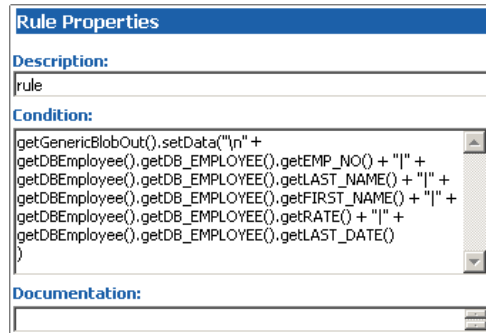 Rule Properties
Description:
rule
Condition:
getGenericBlobOut().setData("\n" +
getDBEmployee().getDB_EMPLOYEE().getEMP_NO() + "|" +
getDBEmployee().getDB_EMPLOYEE().getLAST_NAME() + "|" +
getDBEmployee().getDB_EMPLOYEE().getFIRST_NAME() + "|" +
getDBEmployee().getDB_EMPLOYEE().getRATE() + "|" +
getDBEmployee().getDB_EMPLOYEE().getLAST_DATE()
)
Documentation: